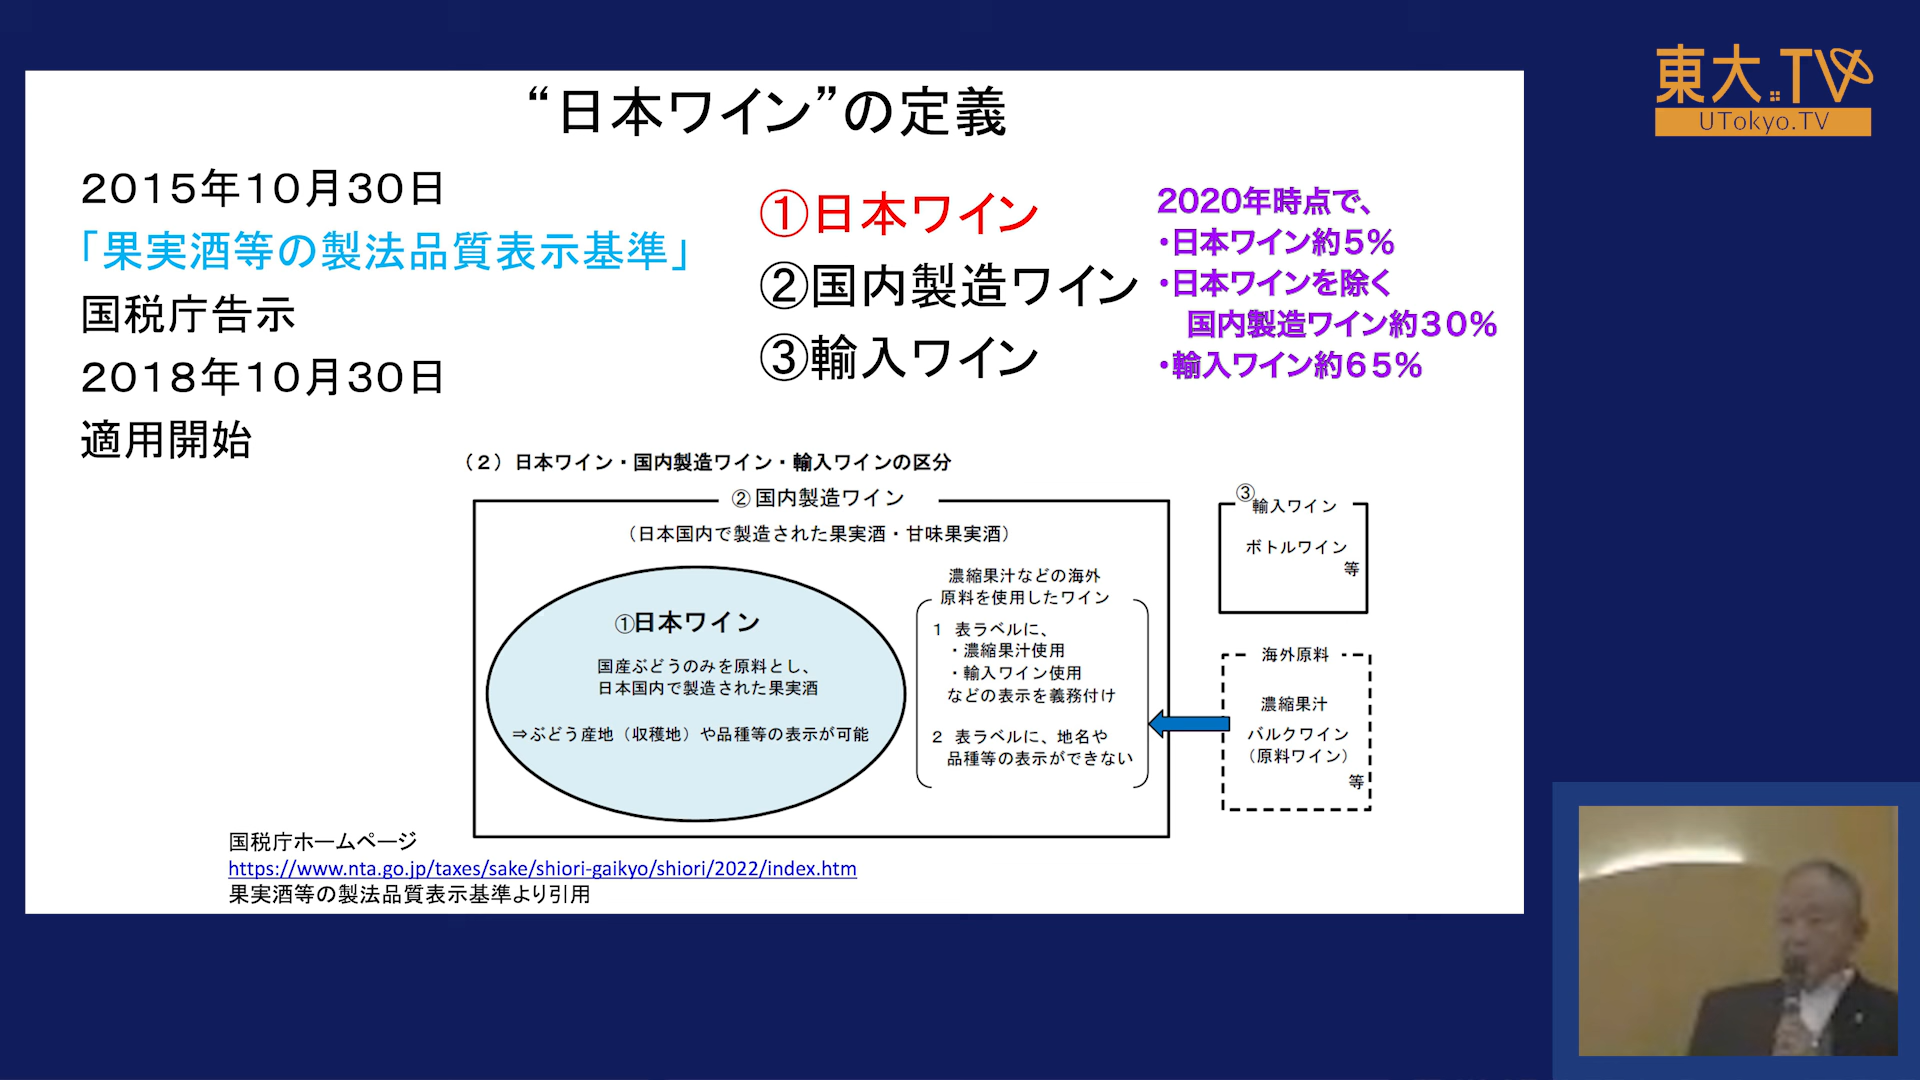 “日本ワイン”の定義
2015年10月30日
「果実酒等の製法品質表示基準」
国税庁告示
2018年10月30日
適用開始
①日本ワイン
②国内製造ワイン
③輸入ワイン
2020年時点で、
・日本ワイン約5%
・日本ワインを除く
国内製造ワイン約30%
・輸入ワイン約65%
（2）日本ワイン・国内製造ワイン・輸入ワインの区分
②国内製造ワイン
（日本国内で製造された果実酒・甘味果実酒）
①日本ワイン
国産ぶどうのみを原料とし、
日本国内で製造された果実酒
⇒ぶどう産地（収穫地）や品種等の表示が可能
濃縮果汁などの海外
原料を使用したワイン
1 表ラベルに、
・濃縮果汁使用
・輸入ワイン使用
などの表示を義務付け
2 表ラベルに、地名や
品種等の表示ができない
③
輸入ワイン
ボトルワイン
等
海外原料
濃縮果汁
バルクワイン
（原料ワイン）
等
国税庁ホームページ
https://www.nta.go.jp/taxes/sake/shiori-gaikyo/shiori/2022/index.htm
果実酒等の製法品質表示基準より引用
東大.TV
UTokyo.TV